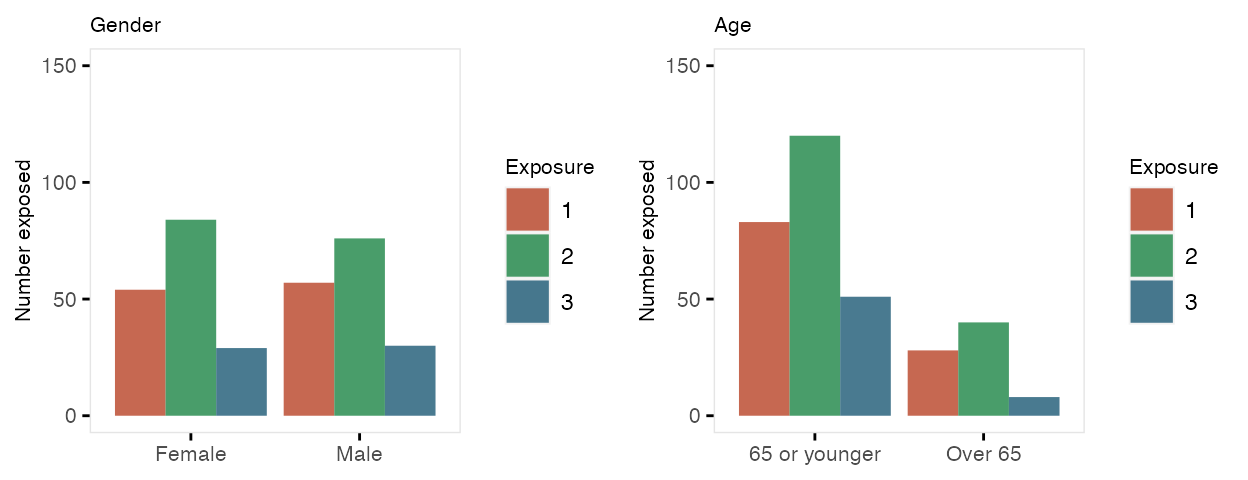 Gender
150
100
50
0
Number exposed
Female Male
Exposure
1
2
3
Age
150
100
50
0
Number exposed
65 or younger Over 65
Exposure
1
2
3